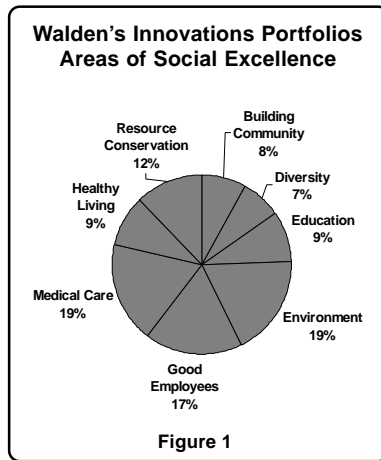 Walden's Innovations Portfolios
Areas of Social Excellence
Building
Community
8%
Diversity
7%
Education
9%
Environment
19%
Good
Employees
17%
Medical Care
19%
Healthy
Living
9%
Resource
Conservation
12%
Figure 1